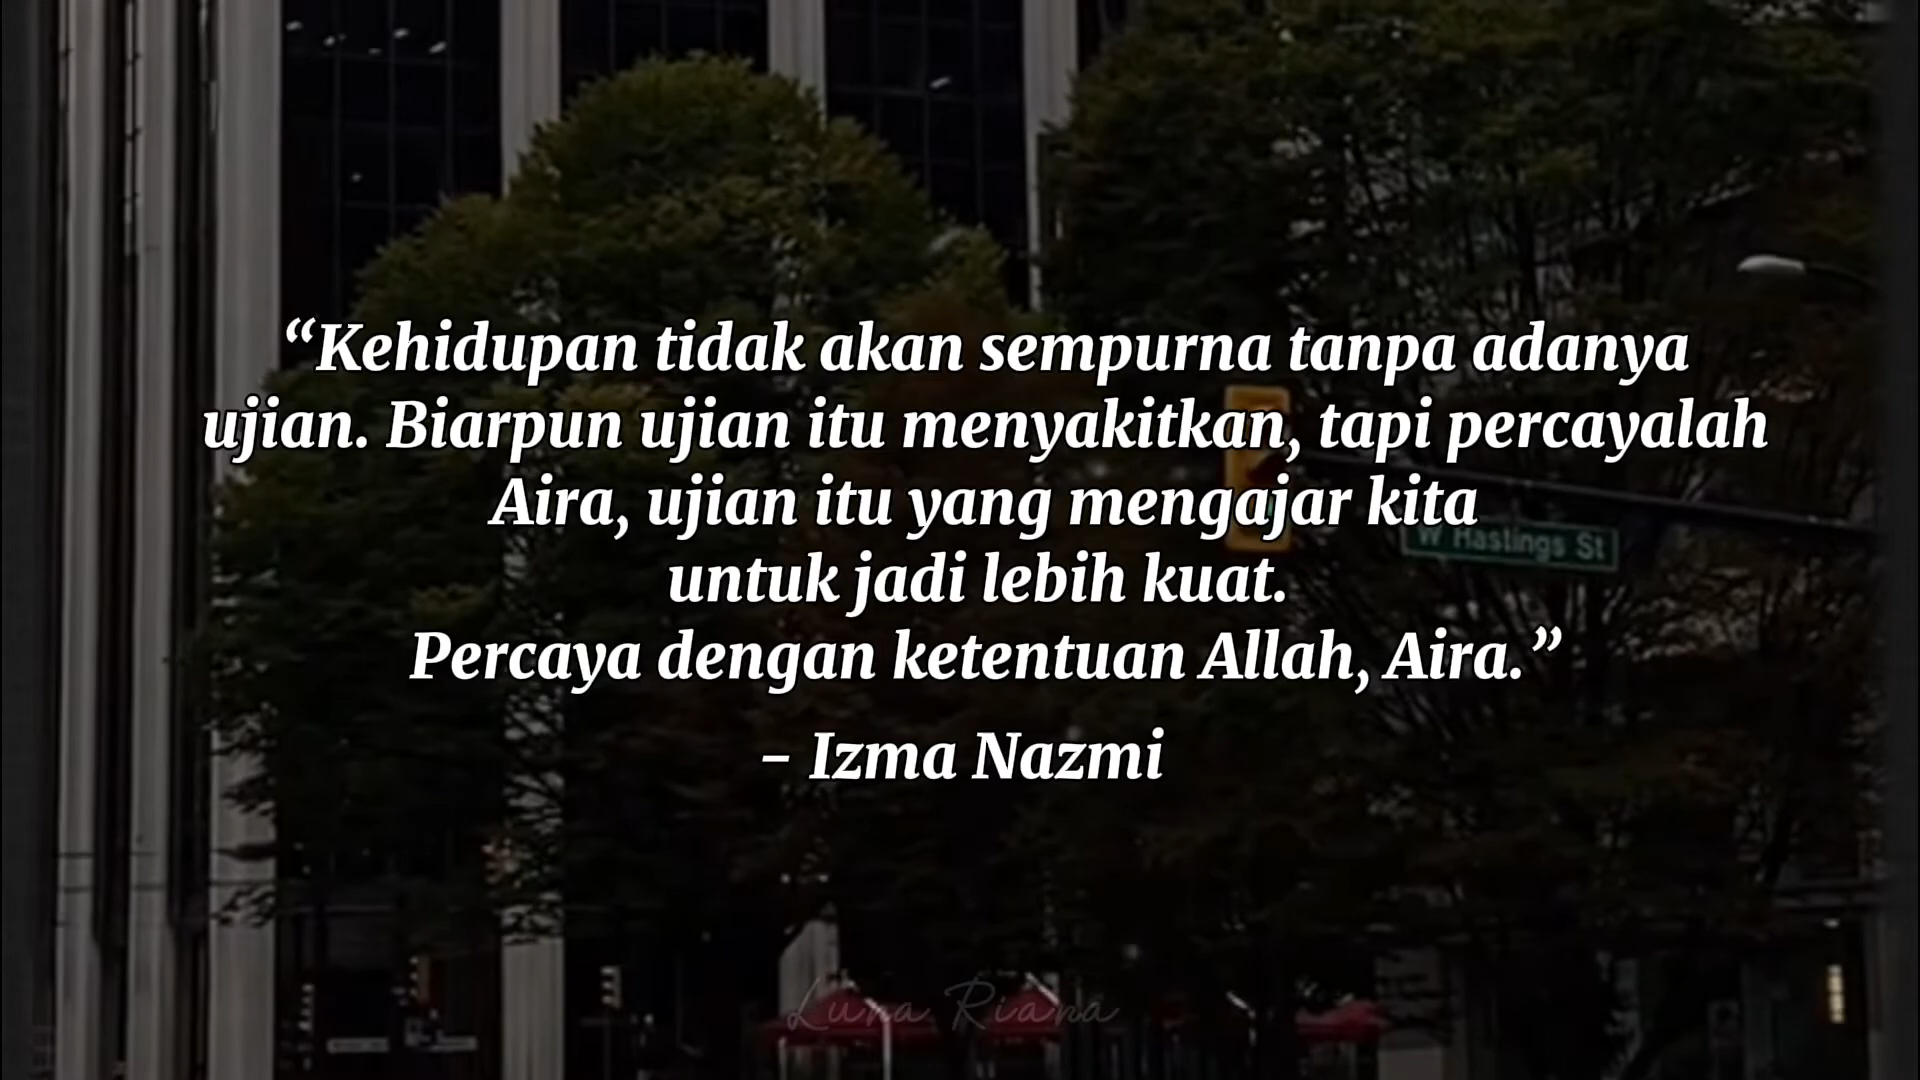 “Kehidupan tidak akan sempurna tanpa adanya
ujian. Biarpun ujian itu menyakitkan, tapi percayalah
Aira, ujian itu yang mengajar kita
untuk jadi lebih kuat.
Percaya dengan ketentuan Allah, Aira.”
– Izma Nazmi
W Hastings St
Luna Riana